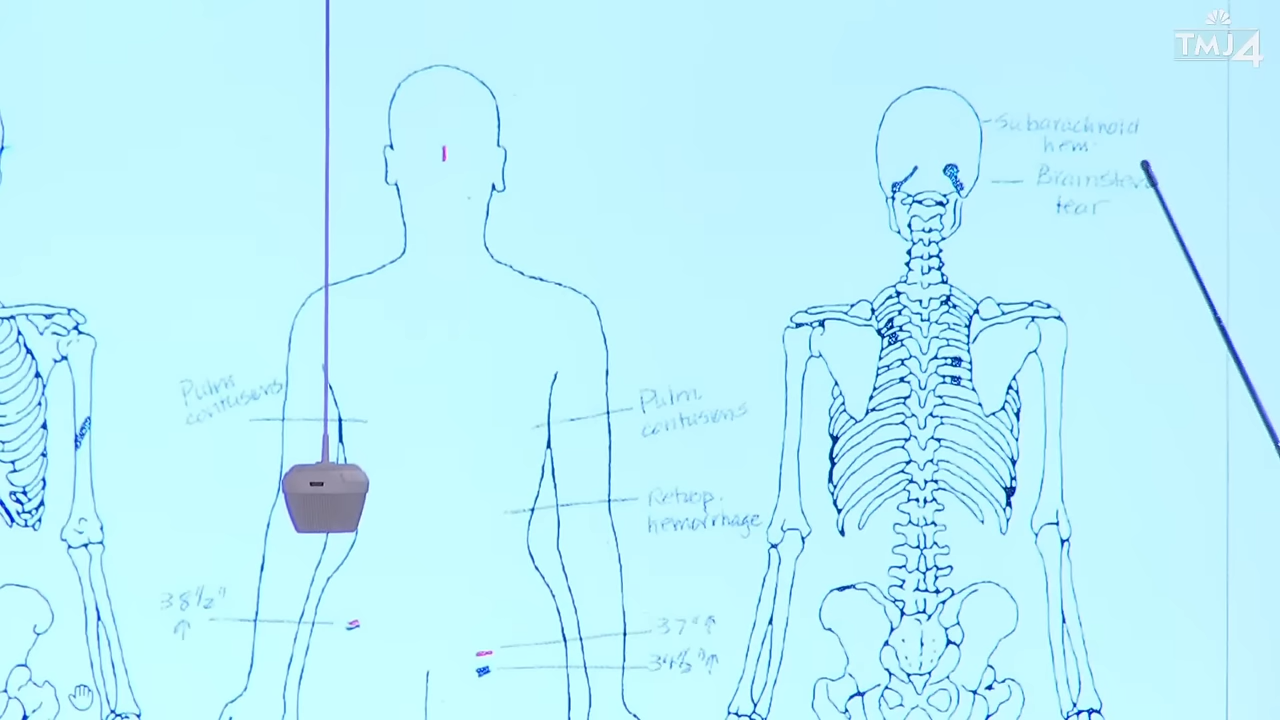 TMJ4
Subarachnoid
hem.
Brainstem
tear
Pulm
contusions
Pulm.
contusions
Retrop.
hemorrhage
38½" ↑
37" ↑
34½" ↑